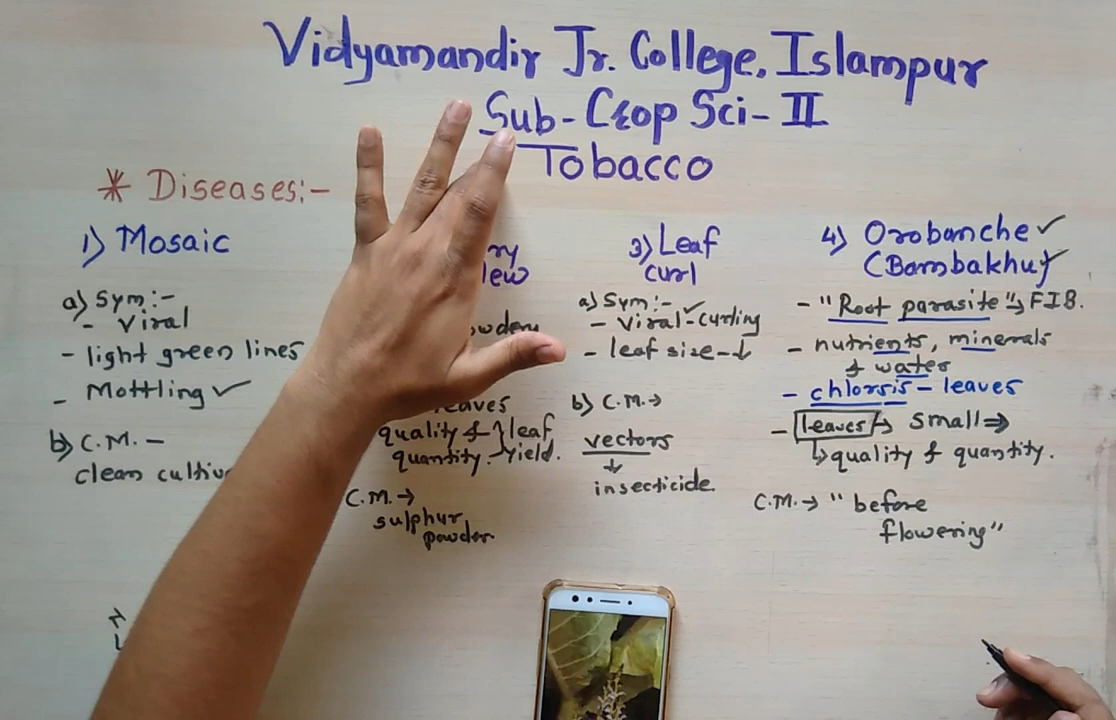 Vidyamandir Jr. College, Islampur
Sub-Crop Sci-II
Tobacco
* Diseases:-
1) Mosaic
a) Sym:-
- Viral
- light green lines
- Mottling ✓
b) C.M. -
clean
leaves
quality & } leaf
quantity. } yield.
C.M. →
sulphur
powder.
3) Leaf
curl
a) Sym:- ✓
- Viral - curling
- leaf size - ↓
b) C.M. →
vectors
↓
insecticide.
4) Orobanche ✓
(Bambakhu)
- "Root parasite" → FIB.
- nutrients, minerals
& water
- chlorsis - leaves
- leaves → small ⇒
↳ quality & quantity.
C.M. → "before
flowering"